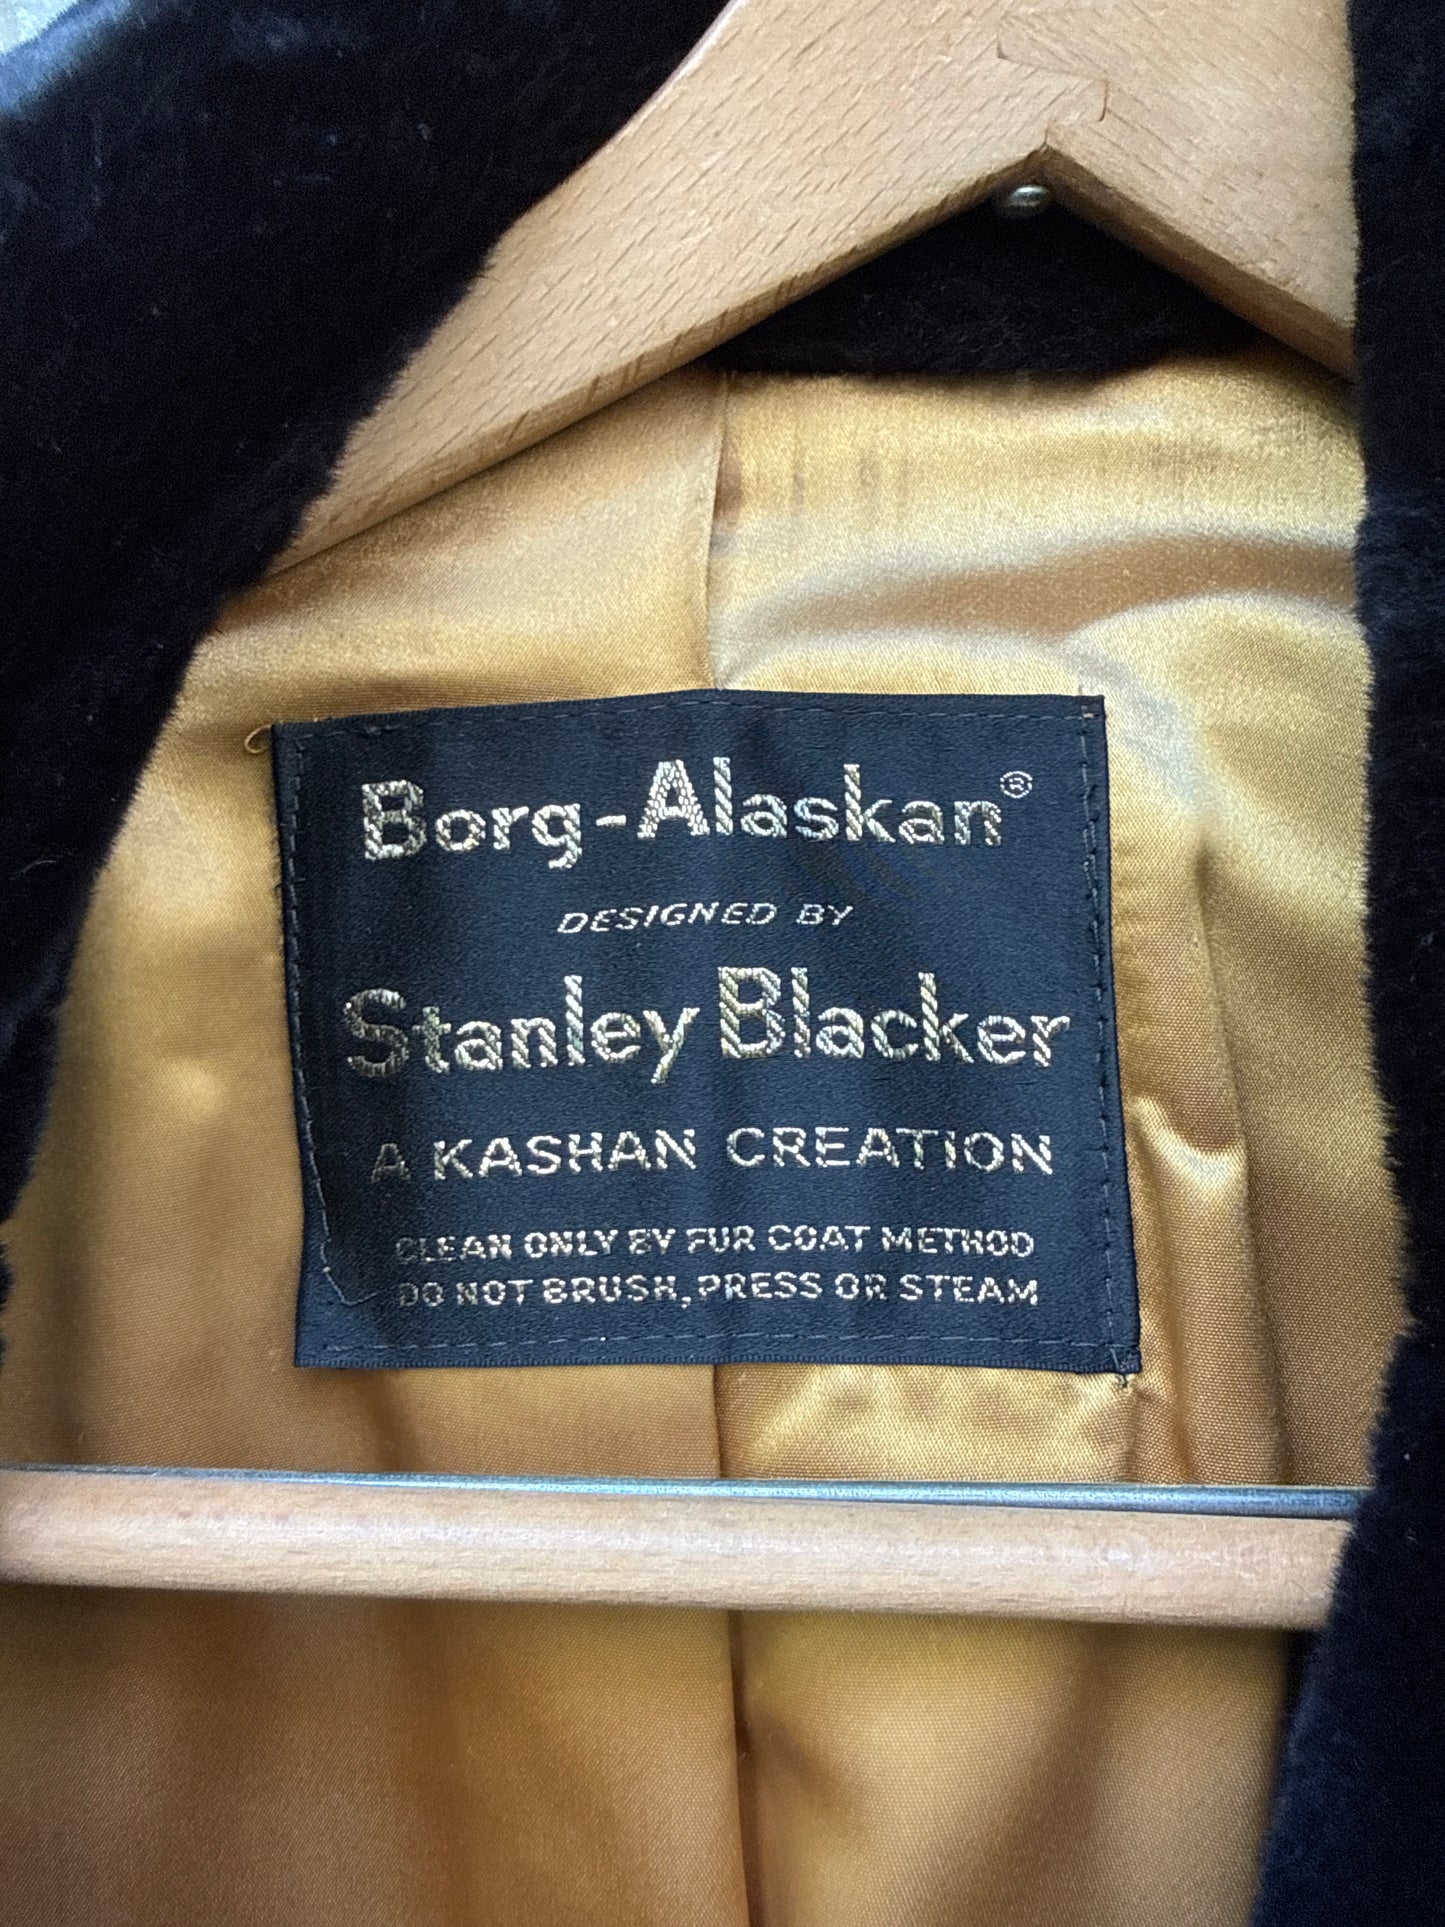 Borg-Alaskan®
DESIGNED BY
Stanley Blacker
A KASHAN CREATION
CLEAN ONLY BY FUR COAT METHOD
DO NOT BRUSH, PRESS OR STEAM